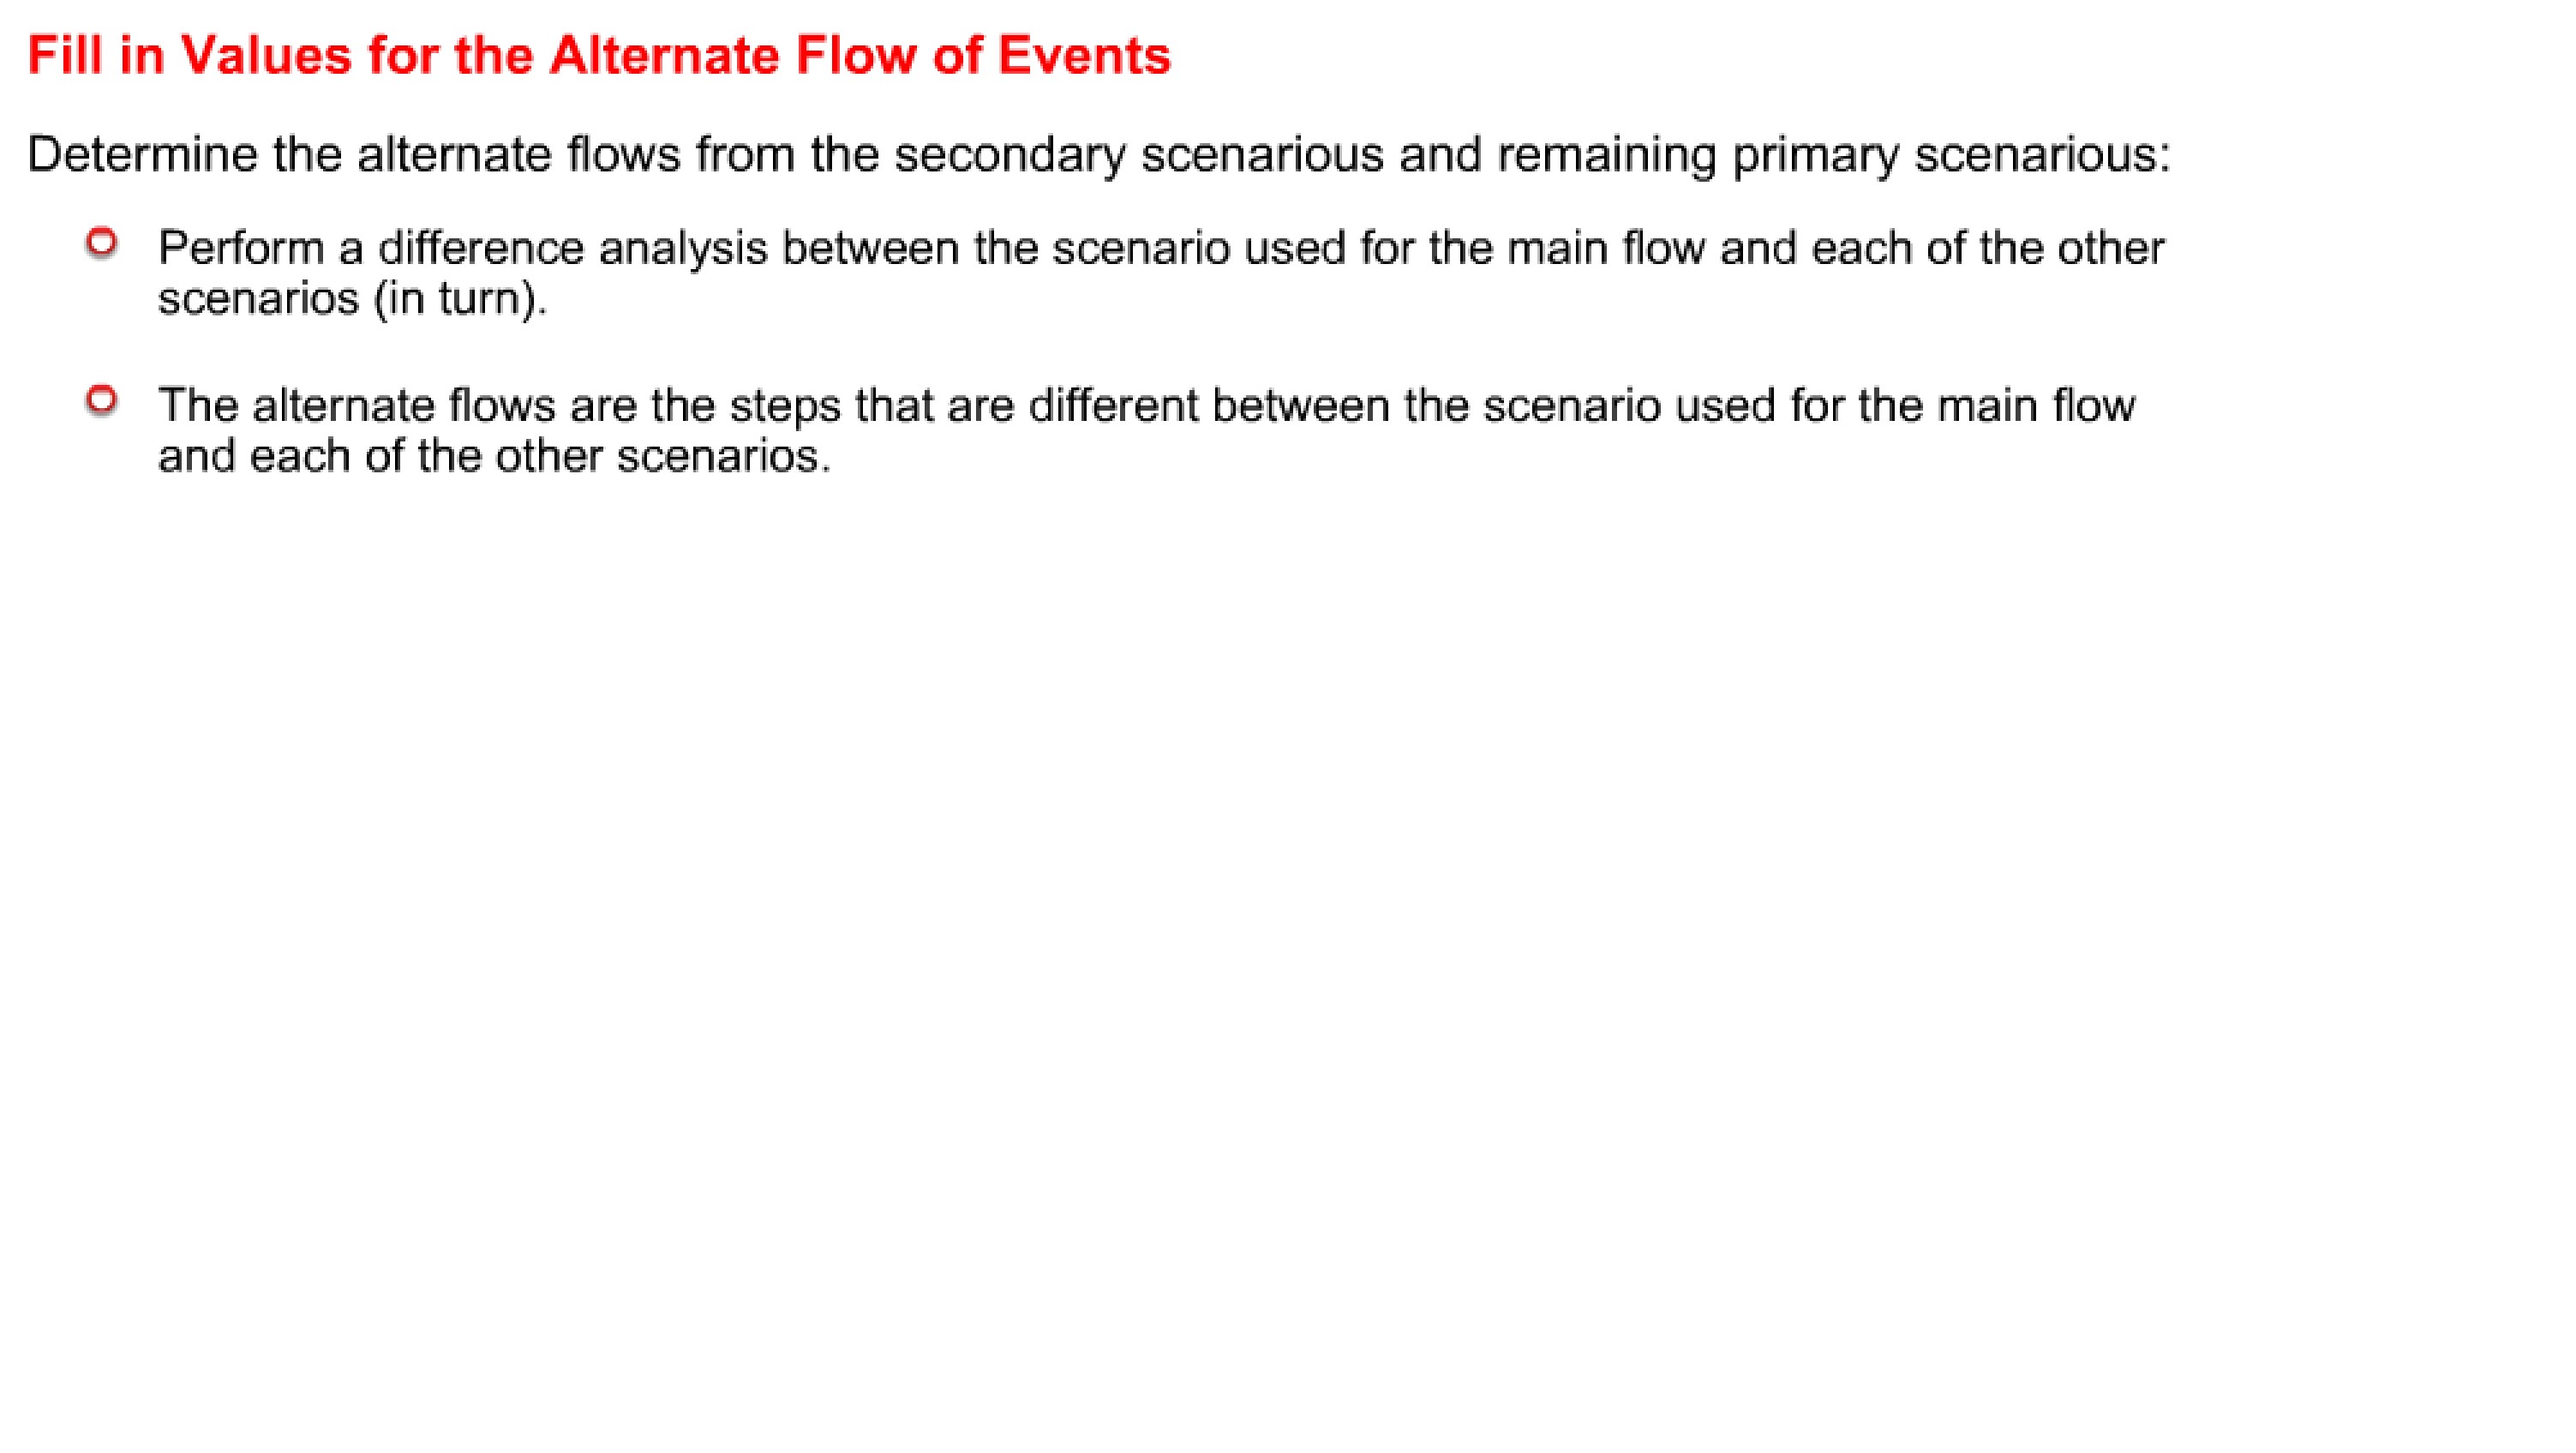 Fill in Values for the Alternate Flow of Events
Determine the alternate flows from the secondary scenarious and remaining primary scenarious:
Perform a difference analysis between the scenario used for the main flow and each of the other
scenarios (in turn).
The alternate flows are the steps that are different between the scenario used for the main flow
and each of the other scenarios.